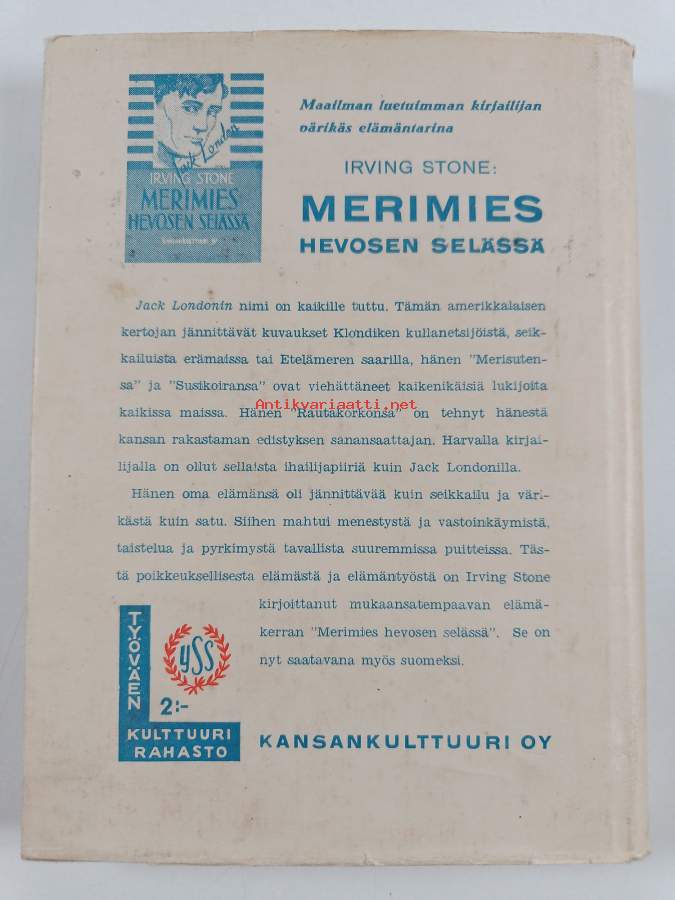 Jack London
IRVING STONE
MERIMIES
HEVOSEN SELÄSSÄ
Maailman luetuimman kirjailijan
värikäs elämäntarina
IRVING STONE:
MERIMIES
HEVOSEN SELÄSSÄ
Jack Londonin nimi on kaikille tuttu. Tämän amerikkalaisen
kertojan jännittävät kuvaukset Klondiken kullanetsijöistä, seik-
kailuista erämaissa tai Etelämeren saarilla, hänen "Merisuten-
sa" ja "Susikoiransa" ovat viehättäneet kaikenikäisiä lukijoita
kaikissa maissa. Hänen "Rautakorkonsa" on tehnyt hänestä
Antikvariaatti.net
kansan rakastaman edistyksen sanansaattajan. Harvalla kirjai-
lijalla on ollut sellaista ihailijapiiriä kuin Jack Londonilla.
Hänen oma elämänsä oli jännittävää kuin seikkailu ja väri-
kästä kuin satu. Siihen mahtui menestystä ja vastoinkäymistä,
taistelua ja pyrkimystä tavallista suuremmissa puitteissa. Täs-
tä poikkeuksellisesta elämästä ja elämäntyöstä on Irving Stone
kirjoittanut mukaansatempaavan elämä-
kerran "Merimies hevosen selässä". Se on
nyt saatavana myös suomeksi.
TYÖVÄEN
ySS
2:-
KULTTUURI
RAHASTO
KANSANKULTTUURI OY